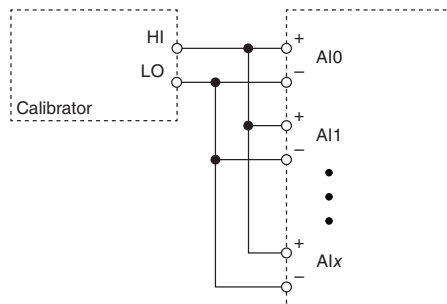 HI
LO
Calibrator
+
AI0
–
+
AI1
–
+
AIx
–